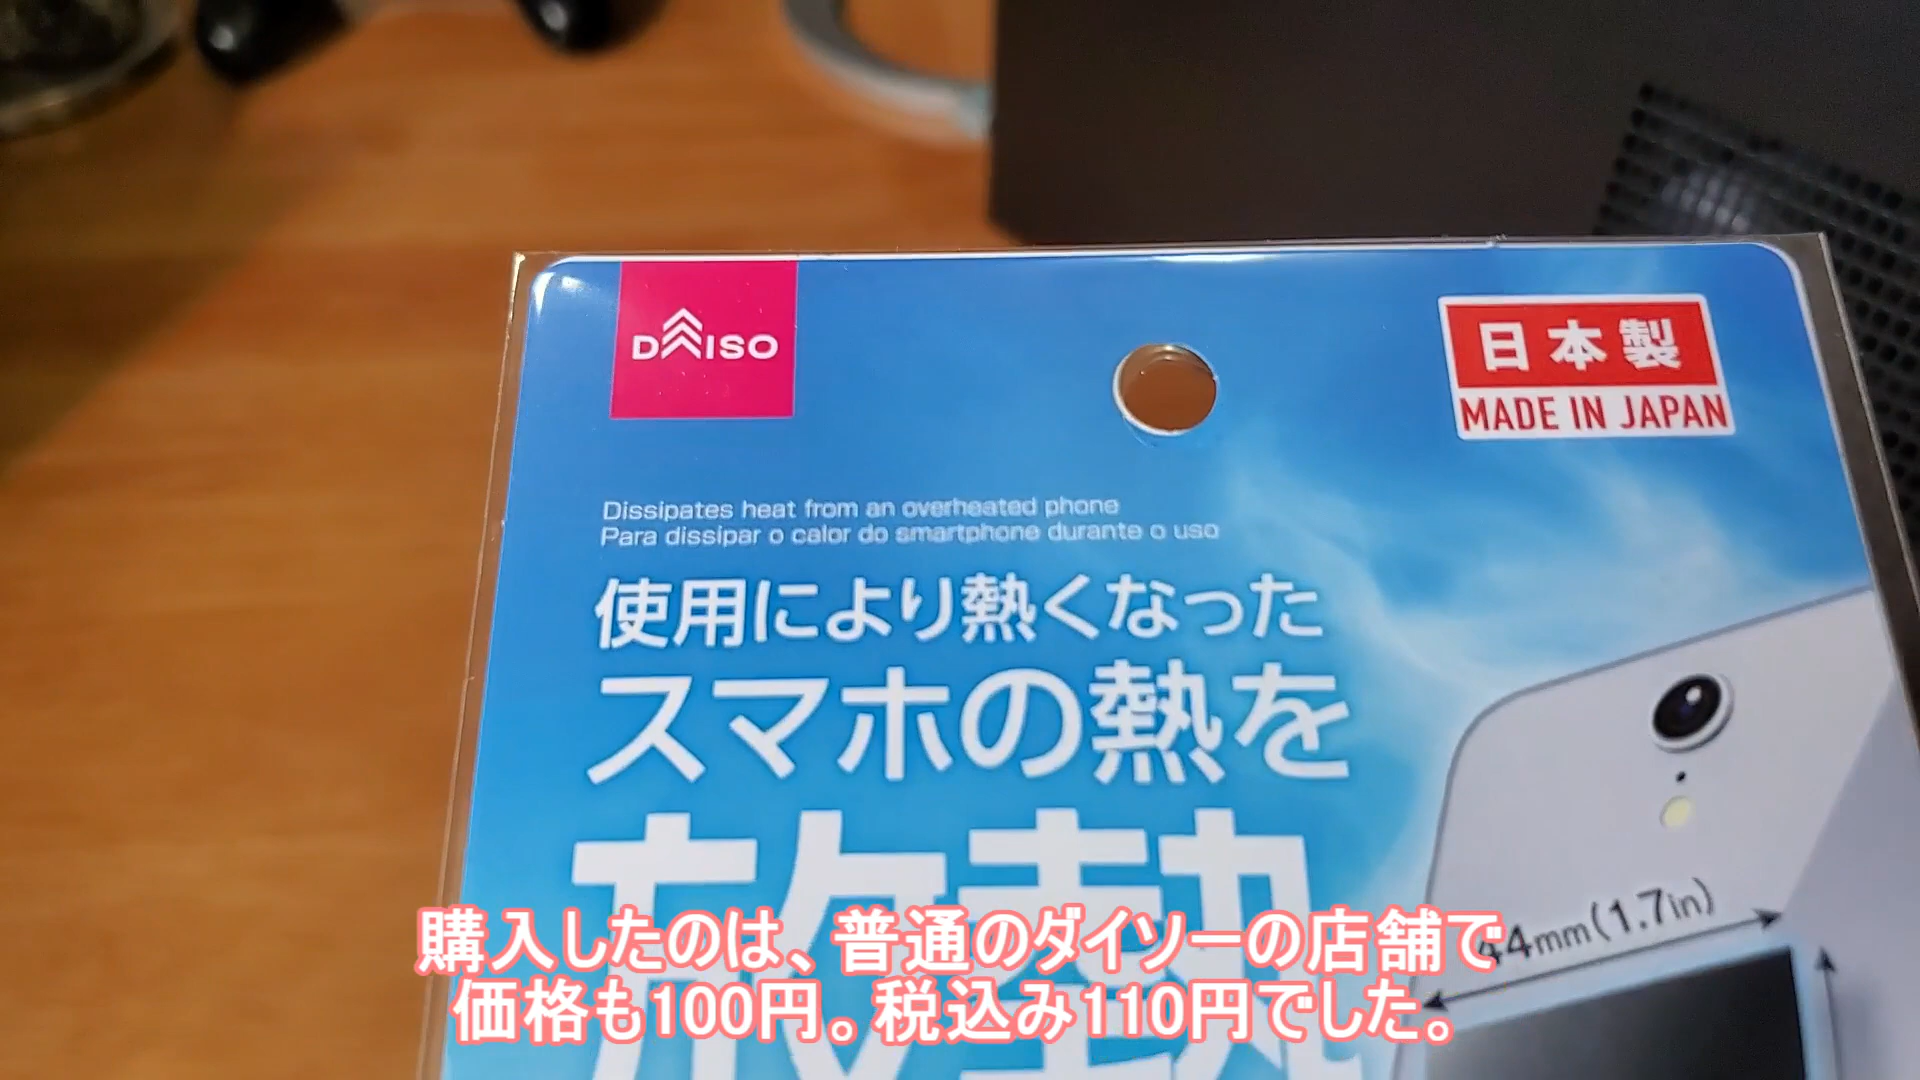 DAISO
日本製
MADE IN JAPAN
Dissipates heat from an overheated phone
Para dissipar o calor do smartphone durante o uso
使用により熱くなった
スマホの熱を
放熱
44mm(1.7in)
購入したのは、普通のダイソーの店舗で
価格も100円。税込み110円でした。